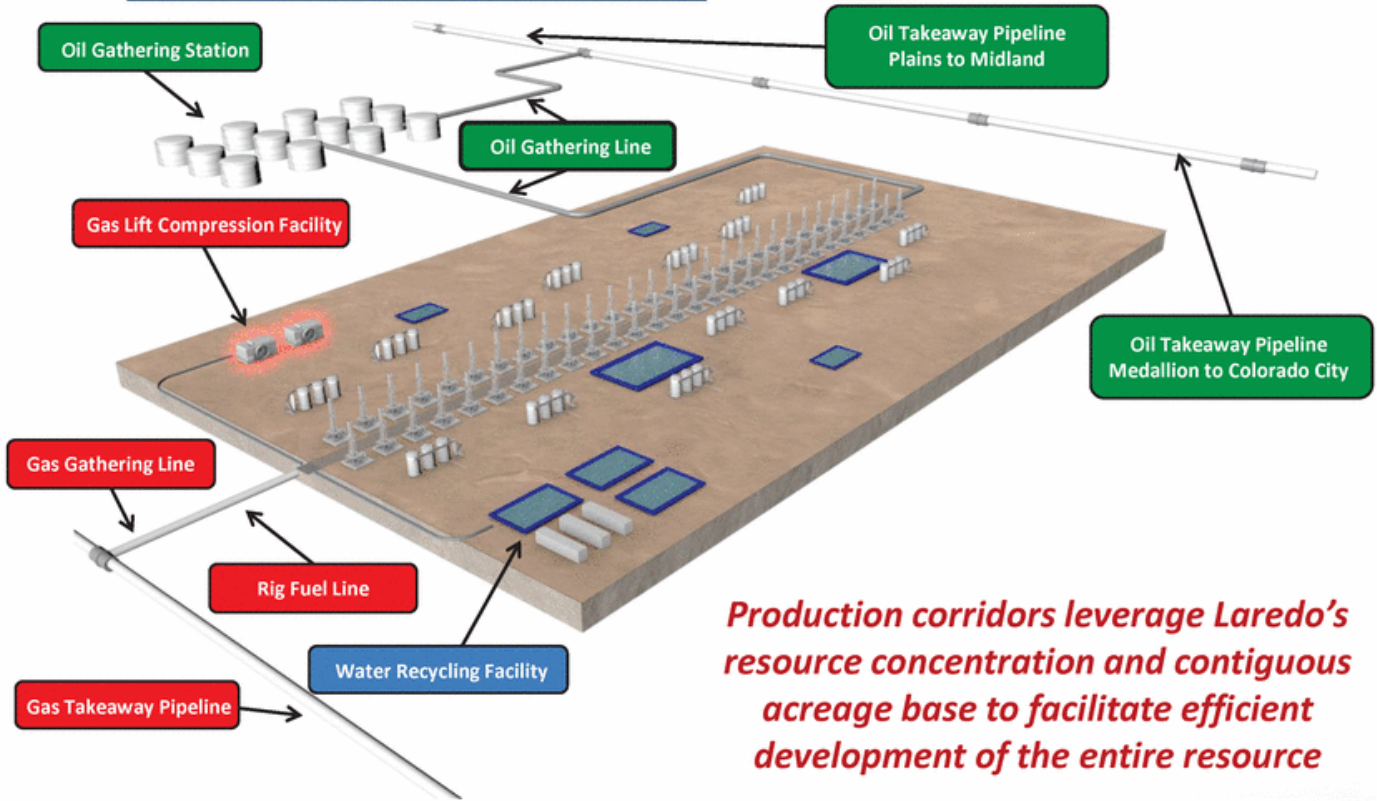 Oil Gathering Station
Oil Takeaway Pipeline
Plains to Midland
Oil Gathering Line
Gas Lift Compression Facility
Oil Takeaway Pipeline
Medallion to Colorado City
Gas Gathering Line
Rig Fuel Line
Water Recycling Facility
Gas Takeaway Pipeline
Production corridors leverage Laredo’s
resource concentration and contiguous
acreage base to facilitate efficient
development of the entire resource